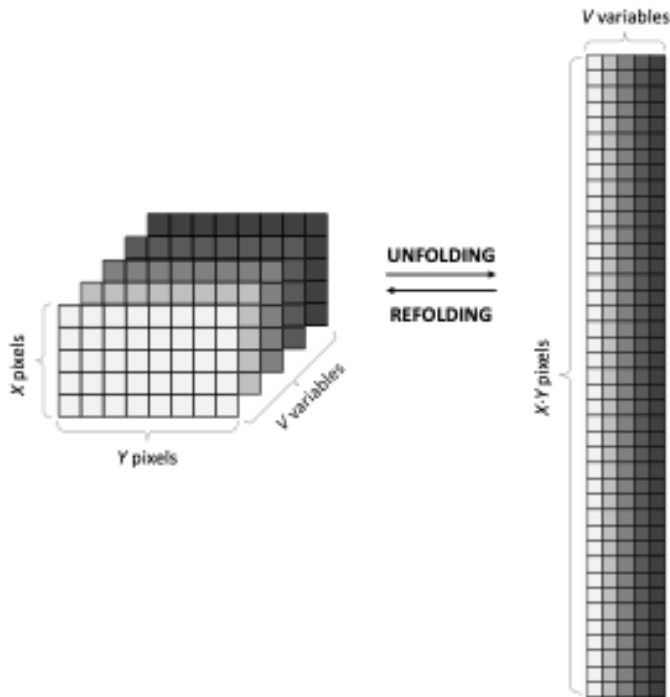 V variables
UNFOLDING
REFOLDING
X pixels
V variables
Y pixels
X·Y pixels